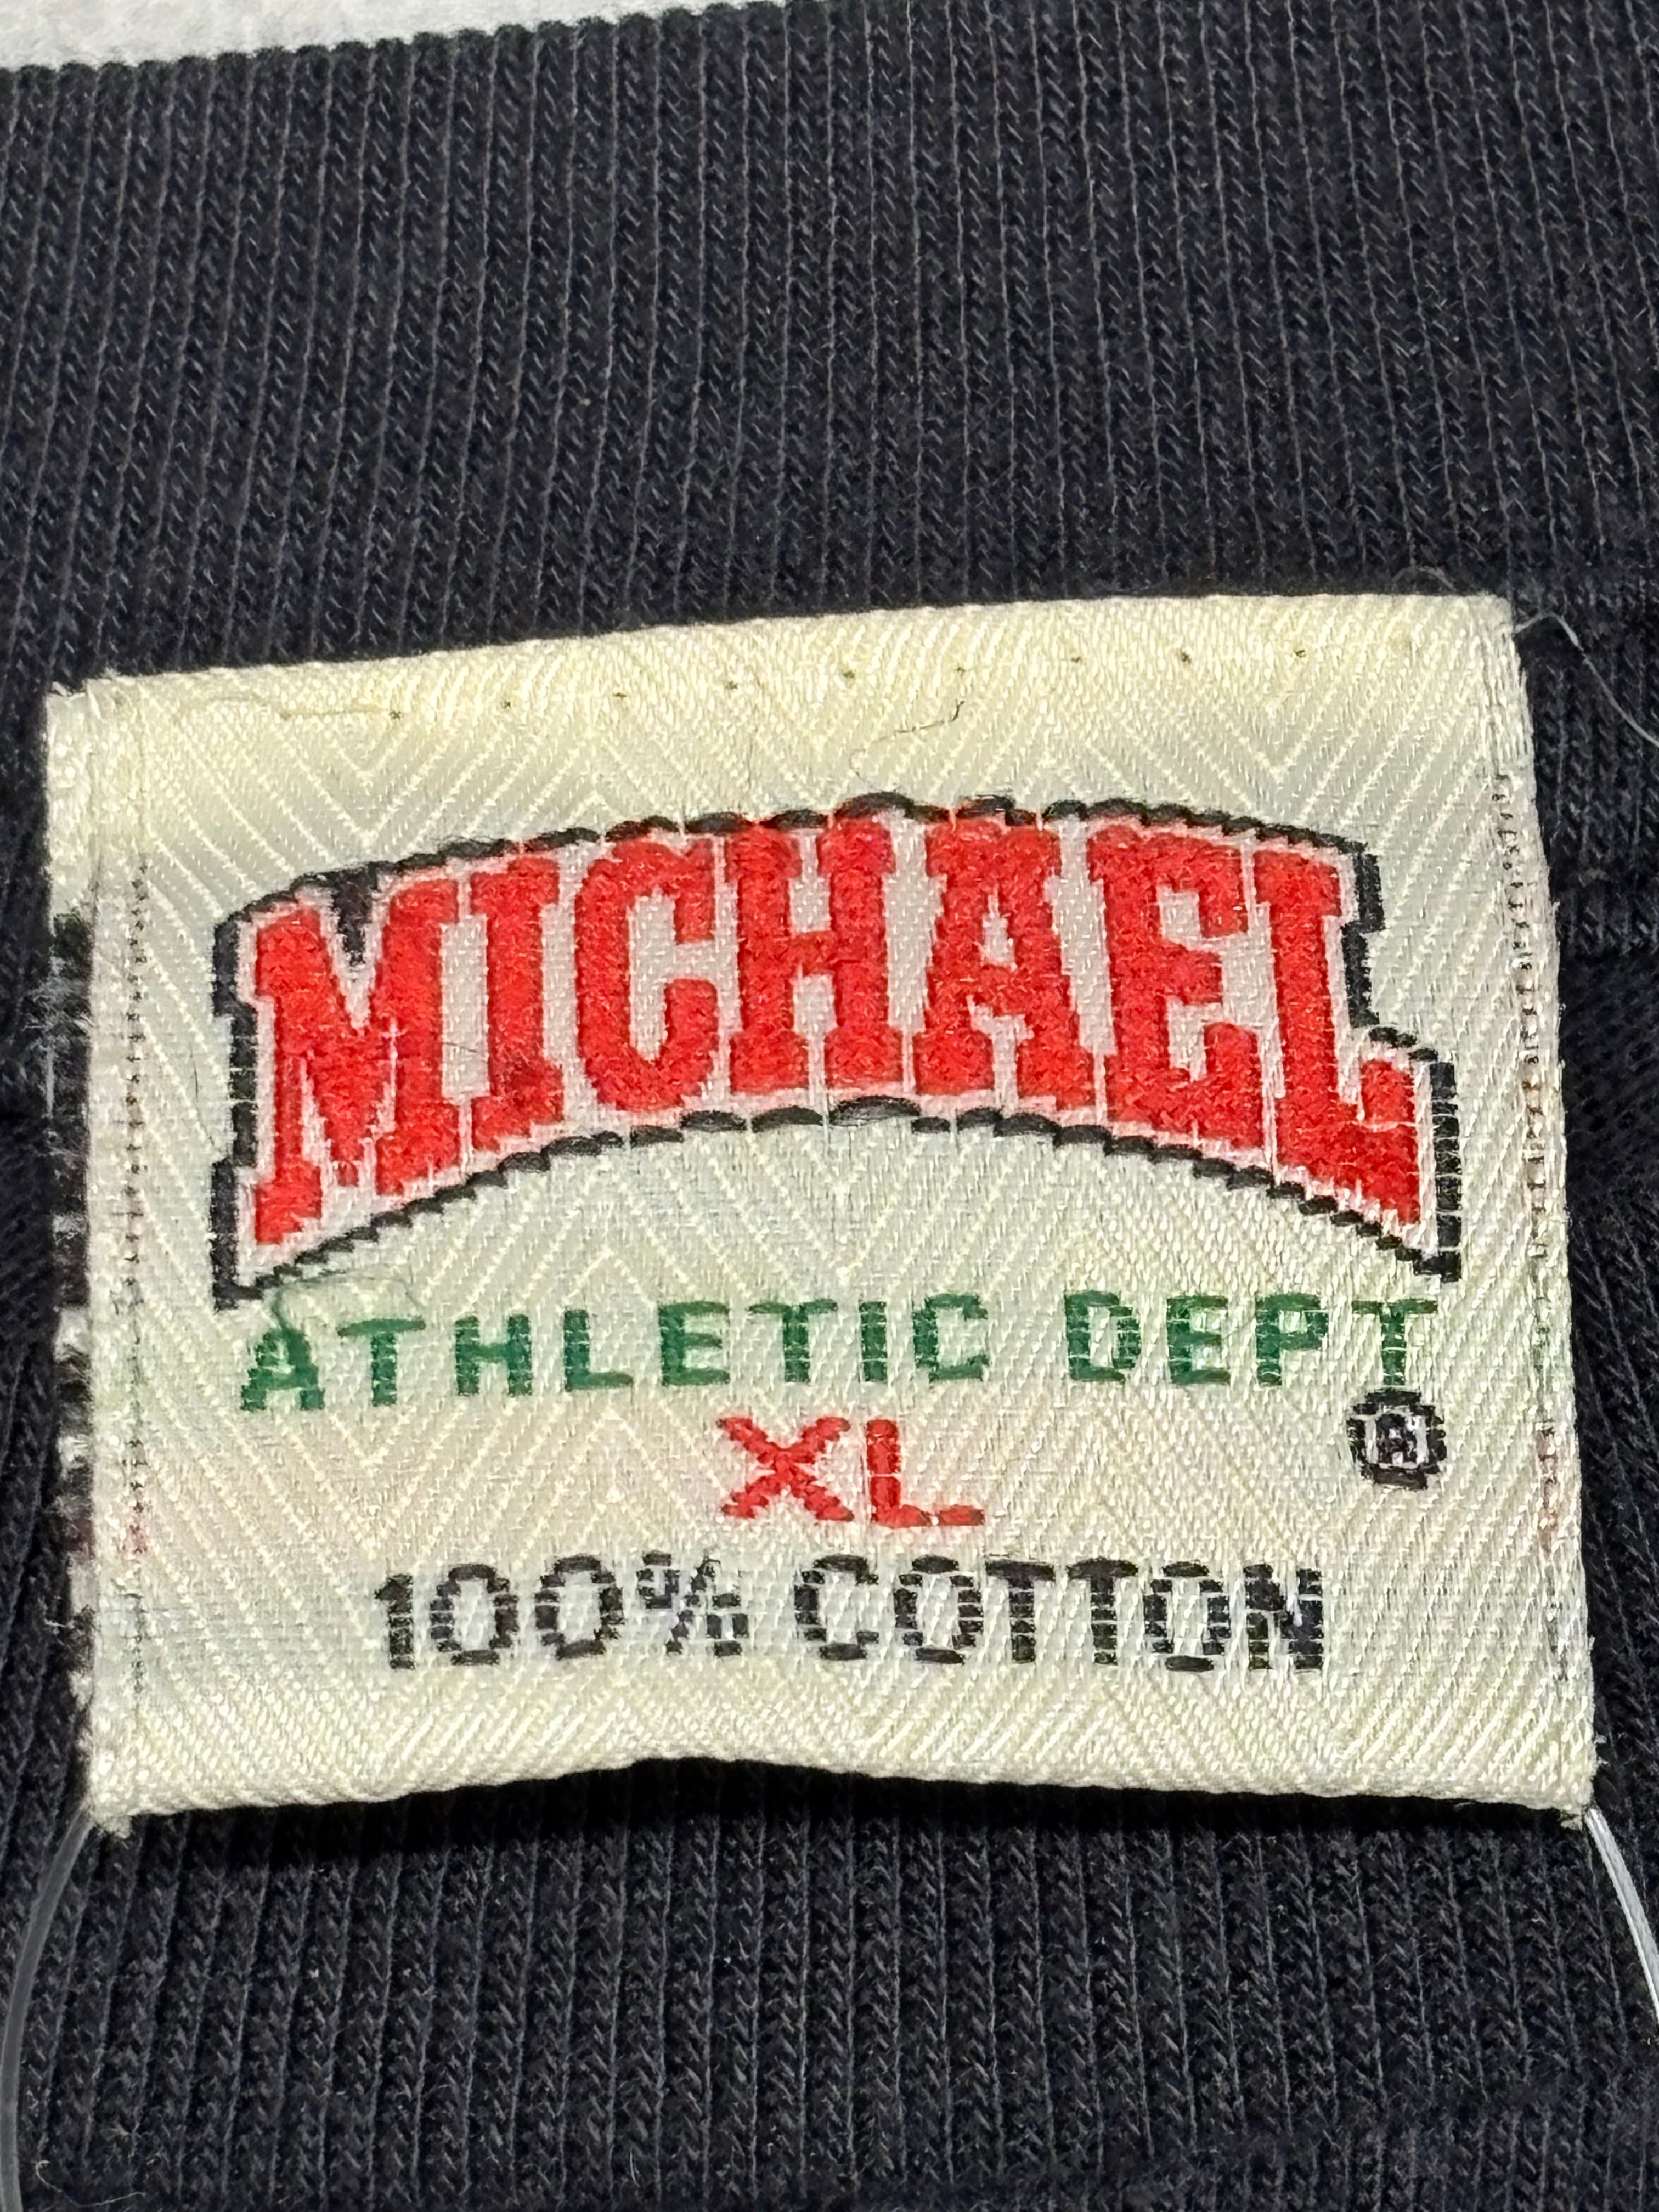 MICHAEL
ATHLETIC DEPT
®
XL
100% COTTON